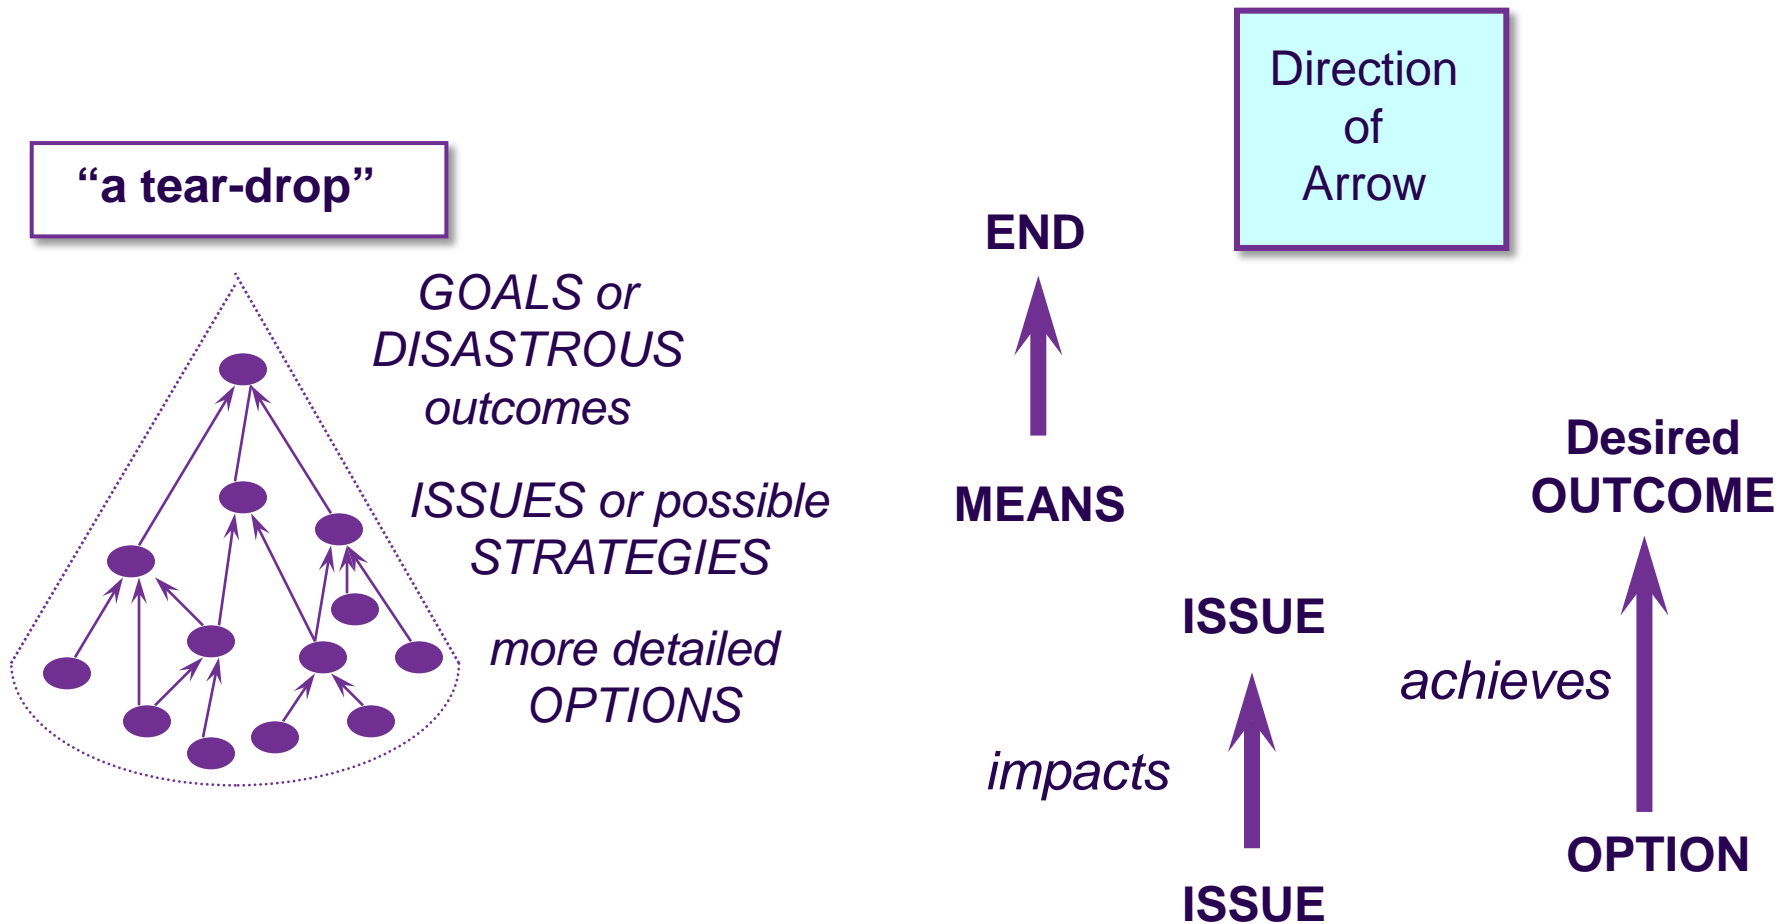 “a tear-drop”
GOALS or
DISASTROUS
outcomes
ISSUES or possible
STRATEGIES
more detailed
OPTIONS
Direction
of
Arrow
END
MEANS
ISSUE
impacts
ISSUE
Desired
OUTCOME
achieves
OPTION